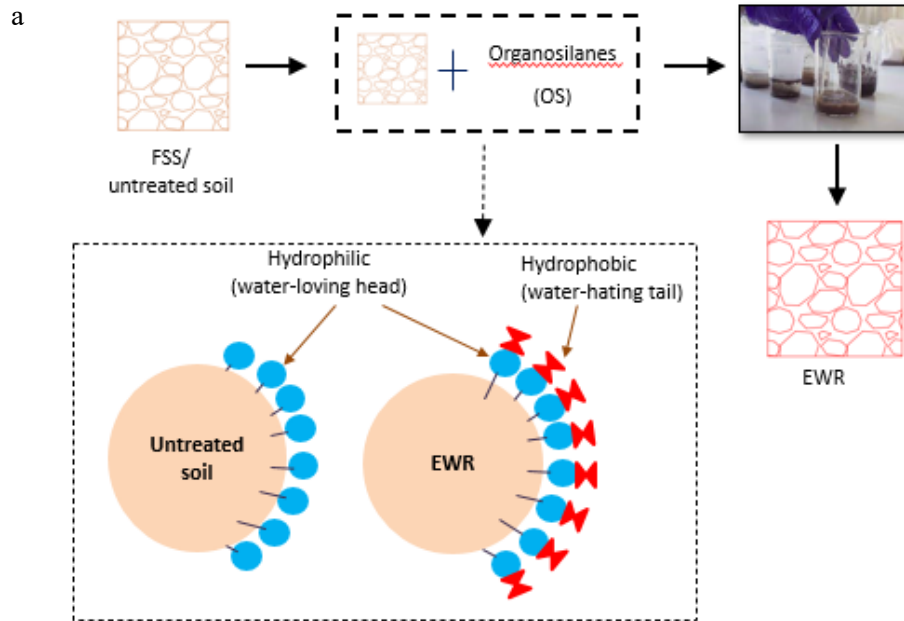 a
FSS/
untreated soil
Organosilanes
(OS)
EWR
Hydrophilic
(water-loving head)
Hydrophobic
(water-hating tail)
Untreated
soil
EWR